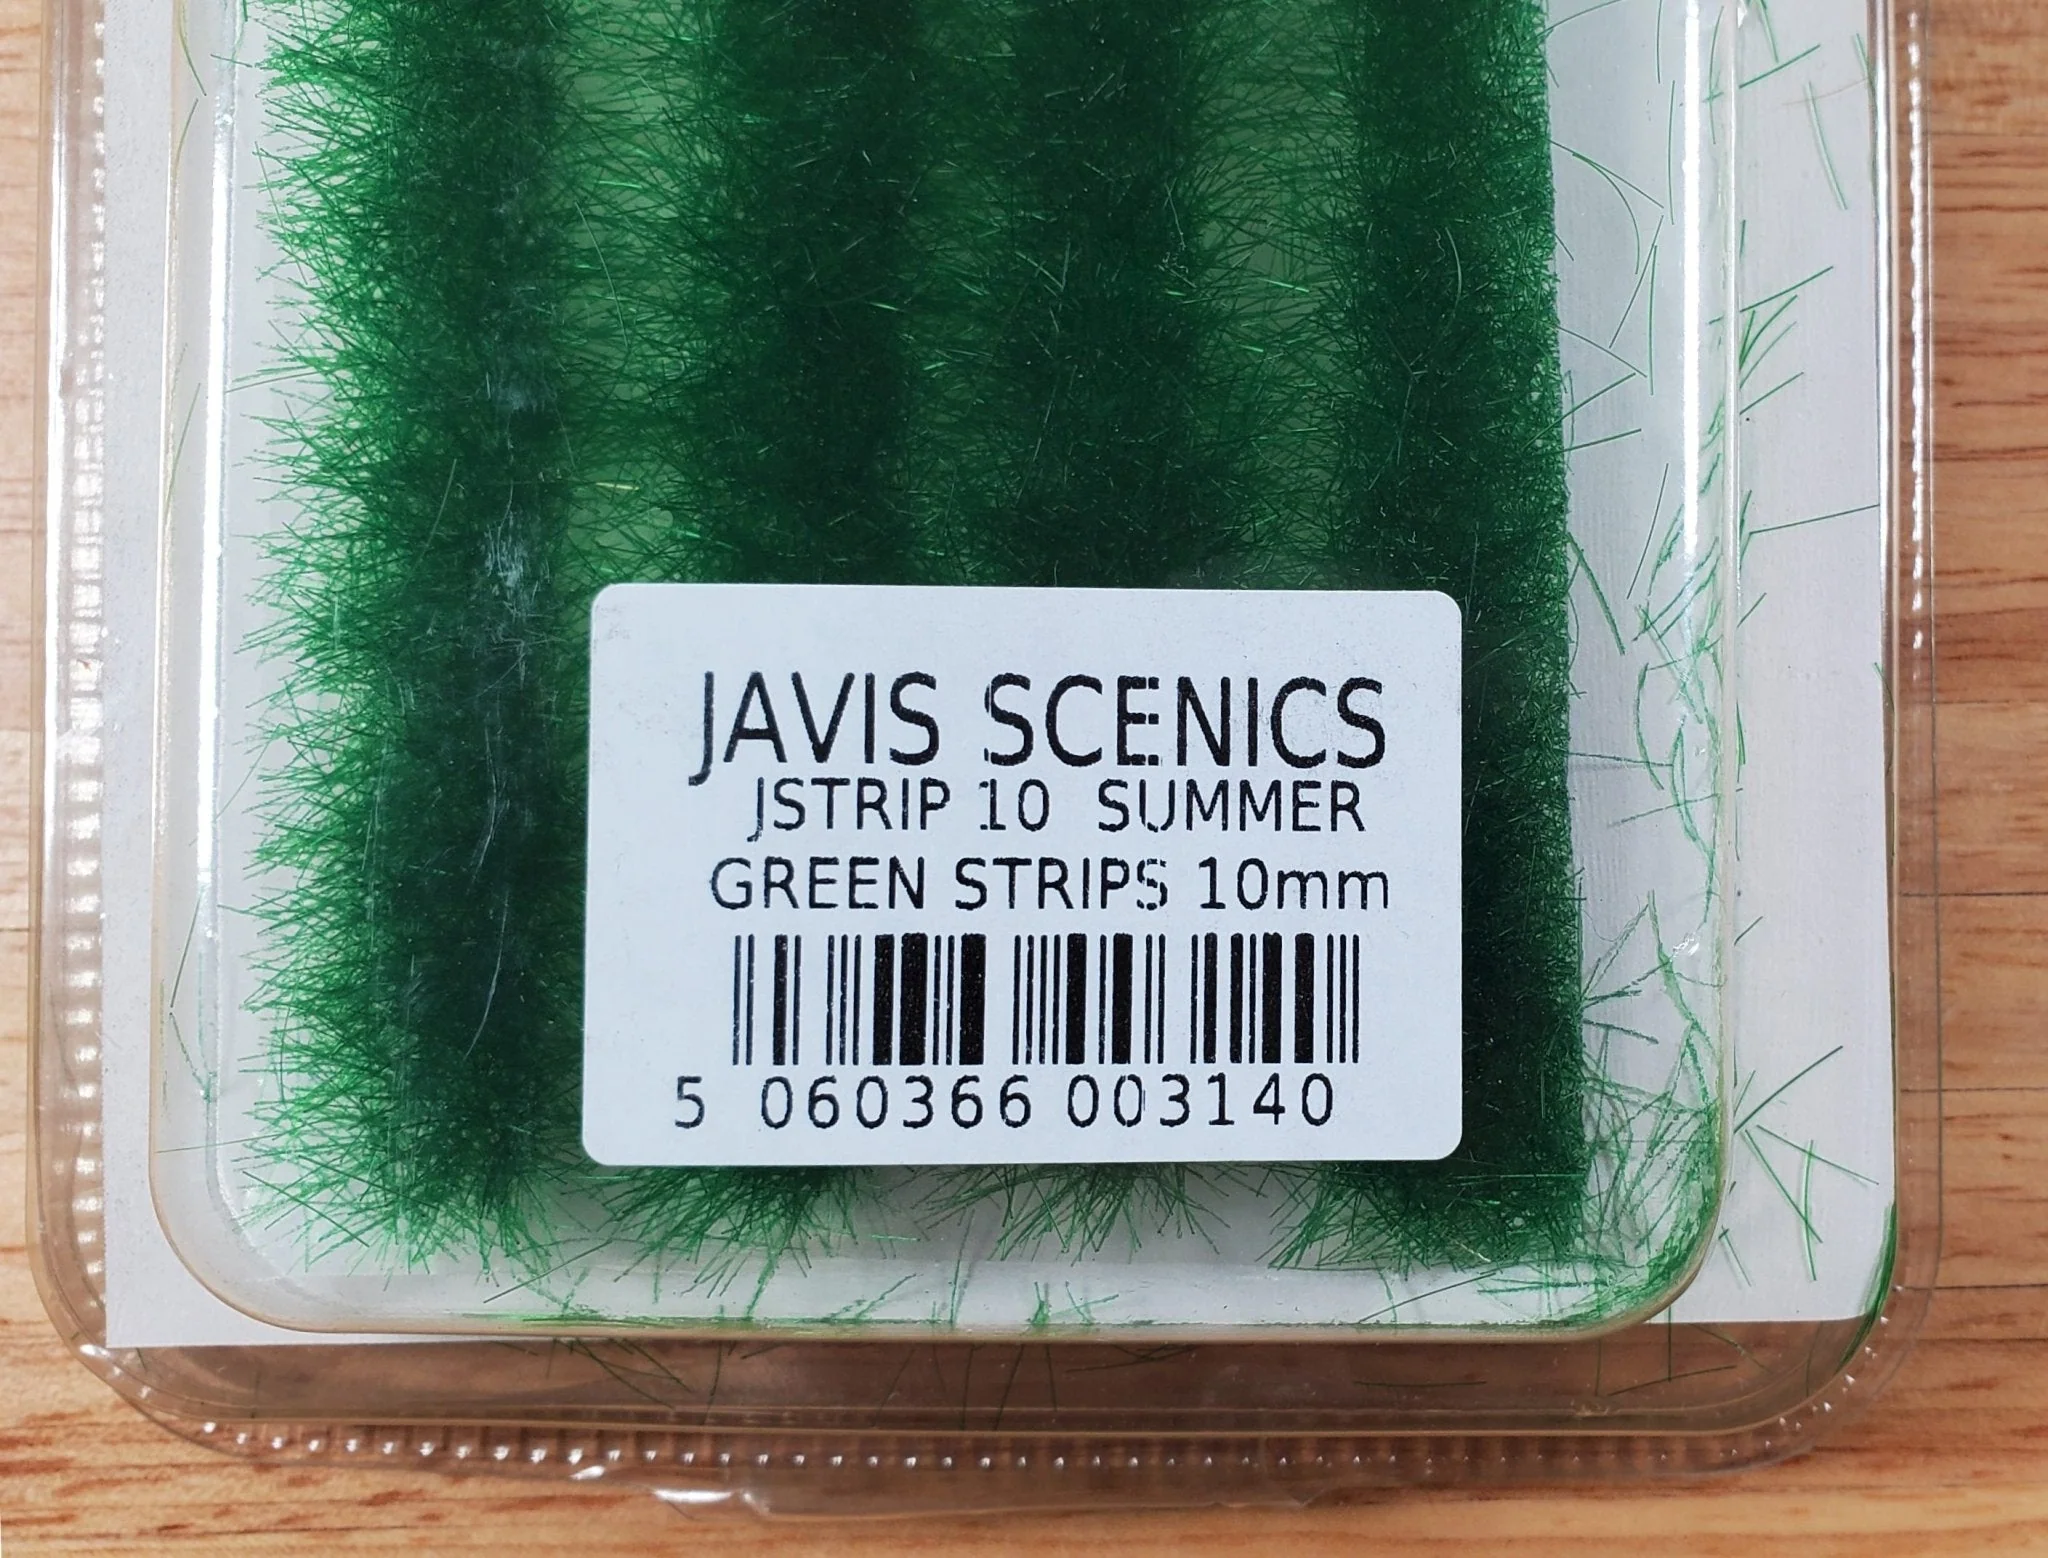 JAVIS SCENICS
JSTRIP 10 SUMMER
GREEN STRIPS 10mm
5 060366 003140